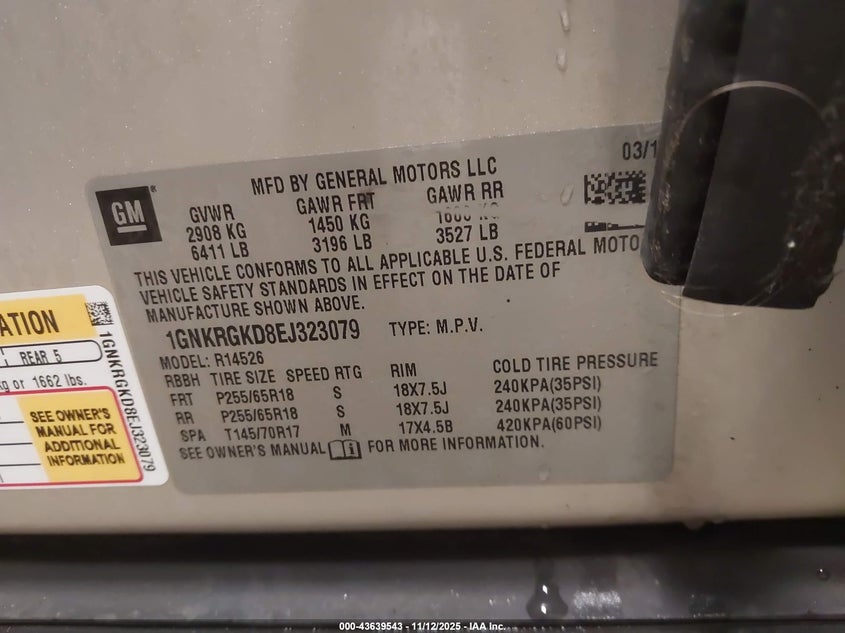 MFD BY GENERAL MOTORS LLC
03/1
GM
GVWR GAWR FRT GAWR RR
2908 KG 1450 KG
6411 LB 3196 LB 3527 LB
THIS VEHICLE CONFORMS TO ALL APPLICABLE U.S. FEDERAL MOTO
VEHICLE SAFETY STANDARDS IN EFFECT ON THE DATE OF
MANUFACTURE SHOWN ABOVE.
1GNKRGKD8EJ323079 TYPE: M.P.V.
MODEL: R14526
RBBH TIRE SIZE SPEED RTG RIM COLD TIRE PRESSURE
FRT P255/65R18 S 18X7.5J 240KPA(35PSI)
RR P255/65R18 S 18X7.5J 240KPA(35PSI)
SPA T145/70R17 M 17X4.5B 420KPA(60PSI)
SEE OWNER'S MANUAL FOR MORE INFORMATION.
ATION
REAR 5
kg or 1662 lbs.
SEE OWNER'S
MANUAL FOR
ADDITIONAL
INFORMATION
1GNKRGKD8EJ323079
000-43639543 - 11/12/2025 - IAA Inc.